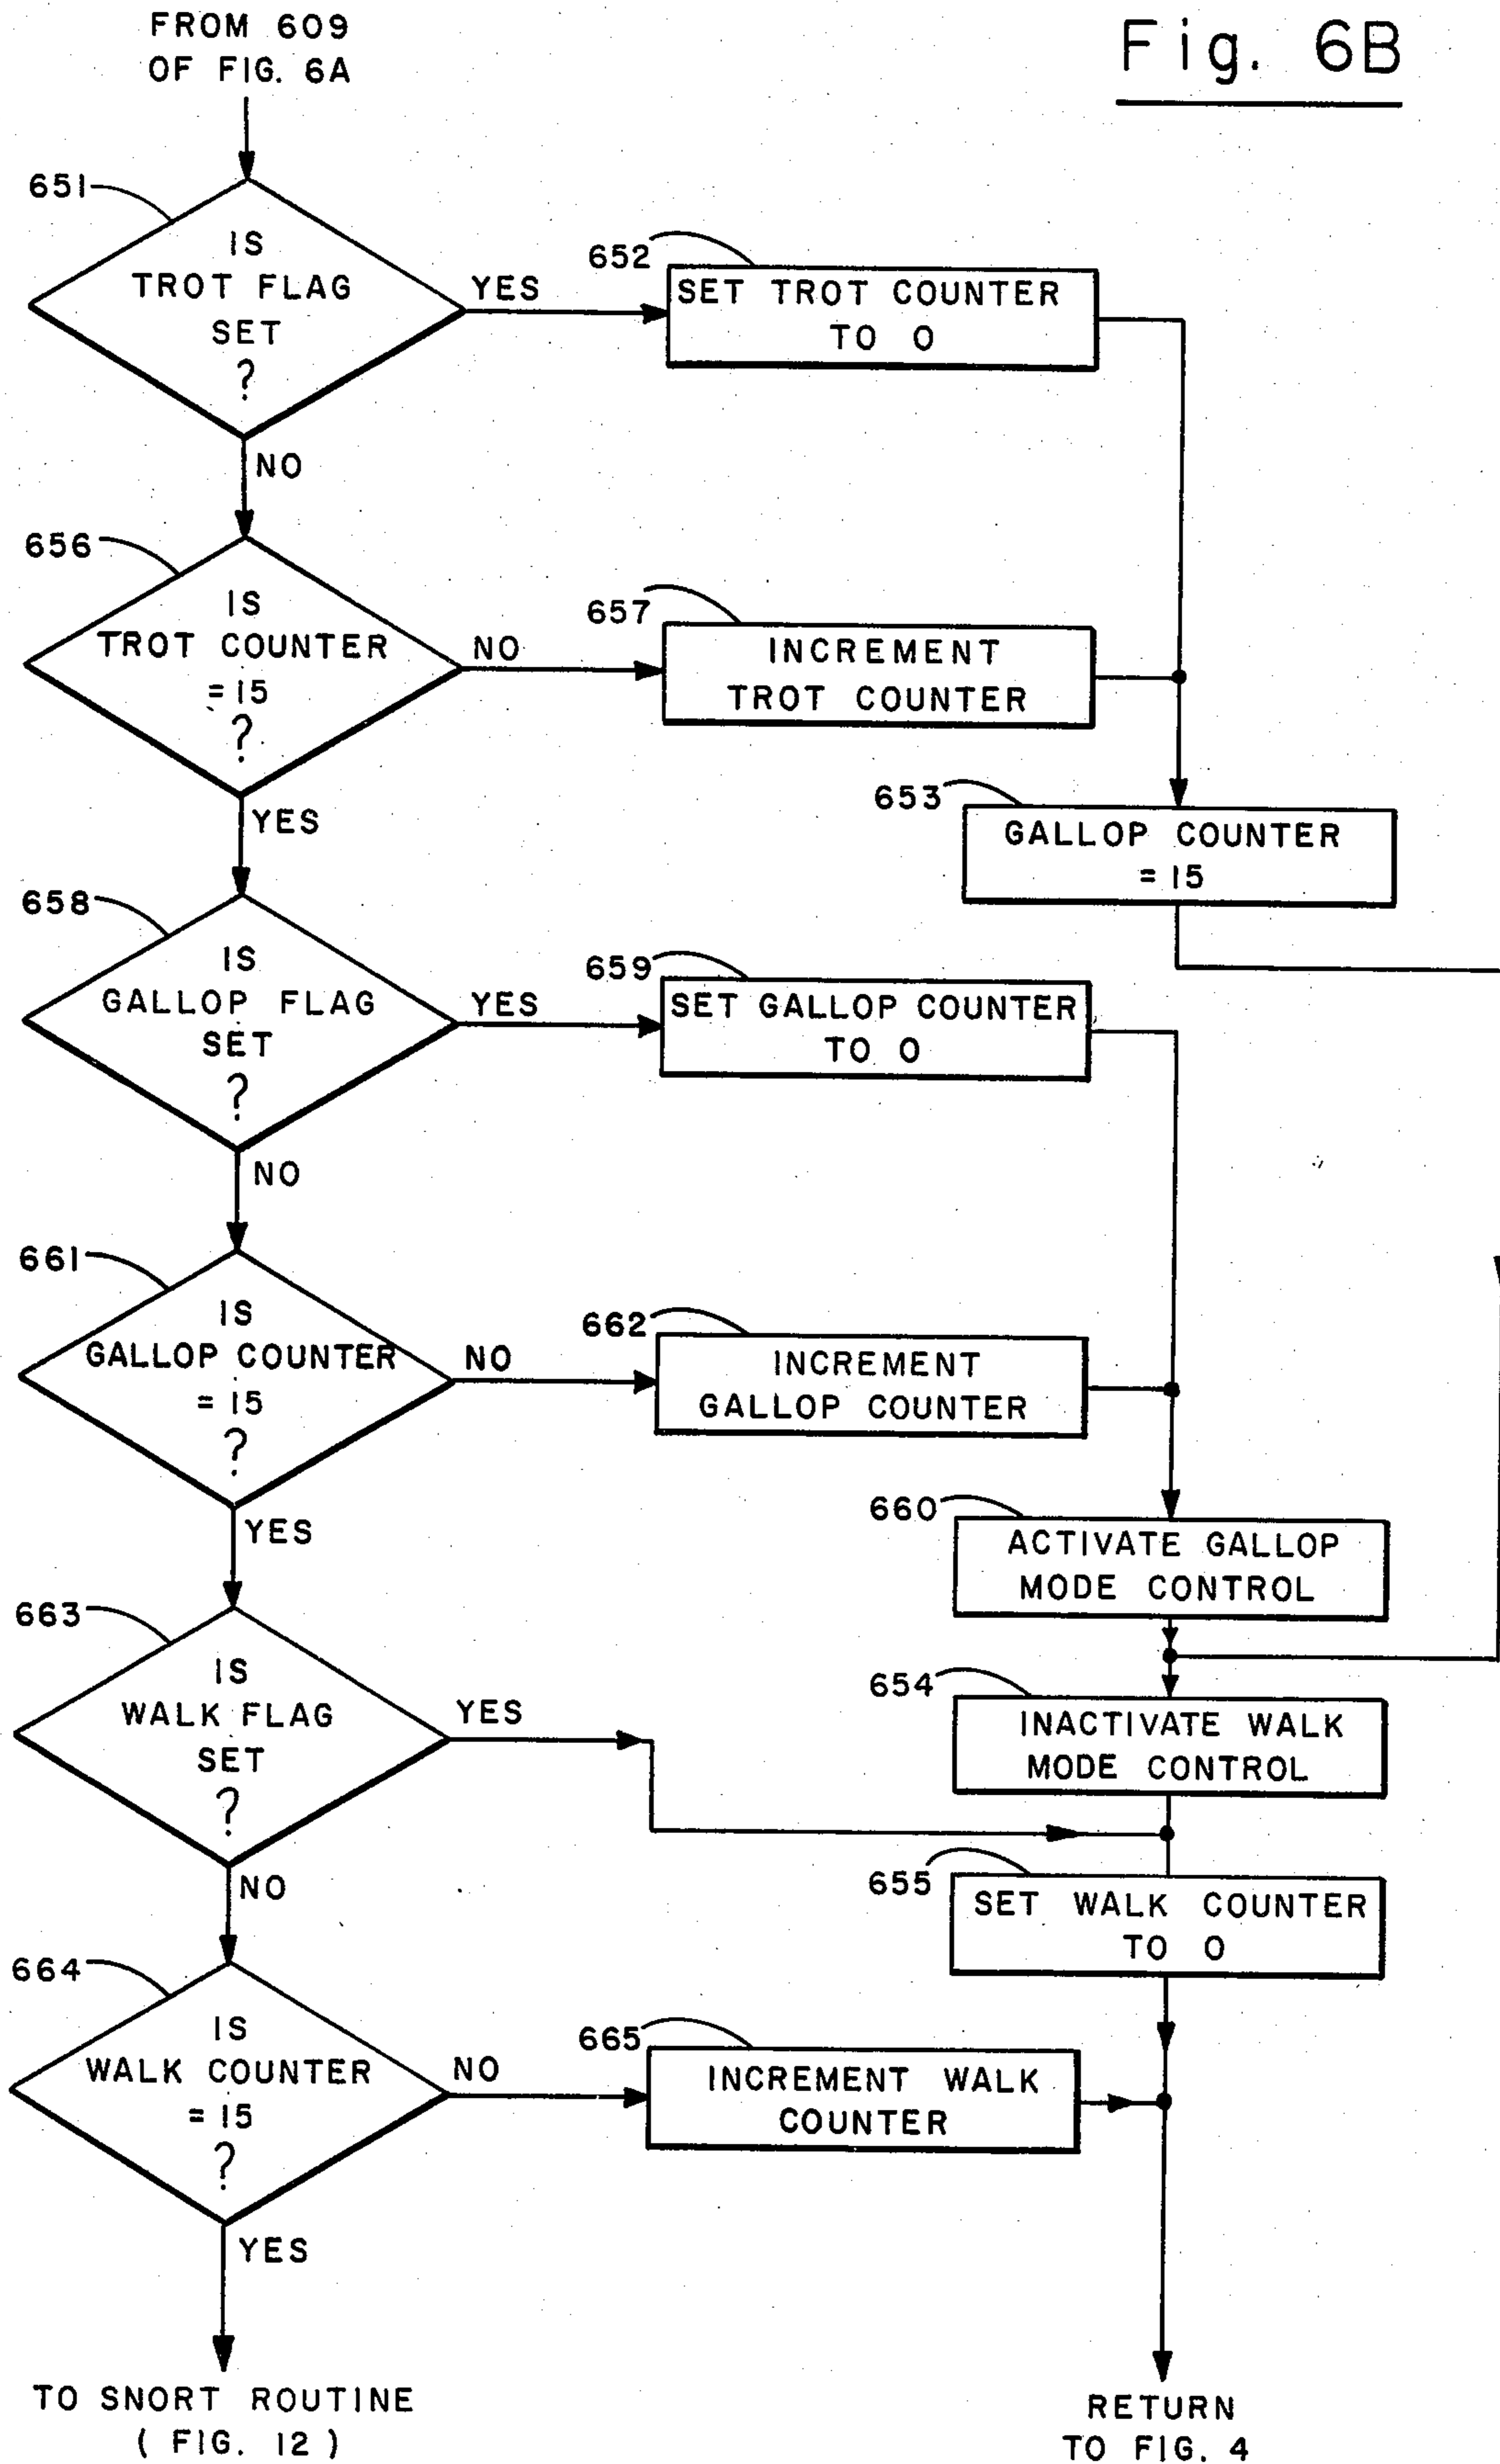 FROM 609
OF FIG. 6A
Fig. 6B
651
IS
TROT FLAG
SET
?
YES
NO
652
SET TROT COUNTER
TO 0
656
IS
TROT COUNTER
=15
?
NO
YES
657
INCREMENT
TROT COUNTER
653
GALLOP COUNTER
=15
658
IS
GALLOP FLAG
SET
?
YES
NO
659
SET GALLOP COUNTER
TO 0
661
IS
GALLOP COUNTER
=15
?
NO
YES
662
INCREMENT
GALLOP COUNTER
660
ACTIVATE GALLOP
MODE CONTROL
663
IS
WALK FLAG
SET
?
YES
NO
654
INACTIVATE WALK
MODE CONTROL
655
SET WALK COUNTER
TO 0
664
IS
WALK COUNTER
=15
?
NO
YES
665
INCREMENT WALK
COUNTER
TO SNORT ROUTINE
( FIG. 12 )
RETURN
TO FIG. 4